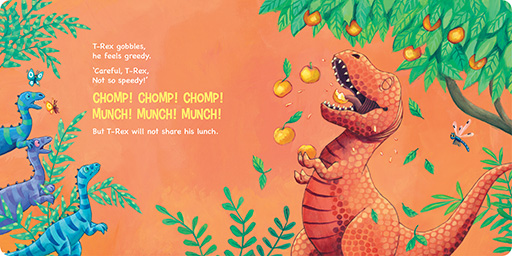 T-Rex gobbles,
he feels greedy.
'Careful, T-Rex,
Not so speedy!'
CHOMP! CHOMP! CHOMP!
MUNCH! MUNCH! MUNCH!
But T-Rex will not share his lunch.